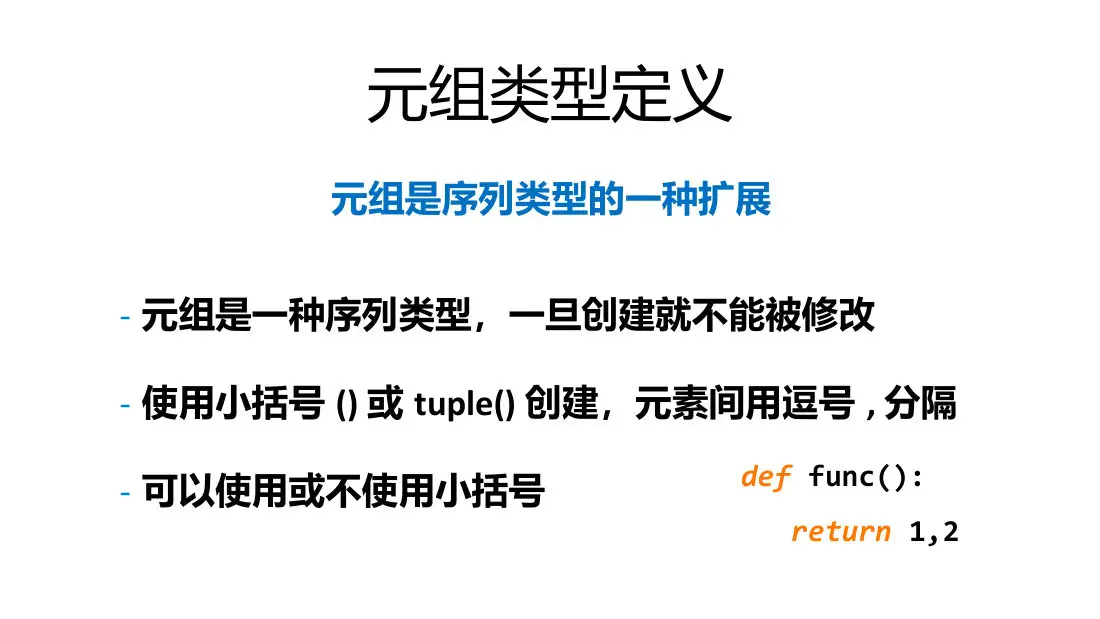 元组类型定义
元组是序列类型的一种扩展
- 元组是一种序列类型，一旦创建就不能被修改
- 使用小括号 () 或 tuple() 创建，元素间用逗号 , 分隔
- 可以使用或不使用小括号
def func():
return 1,2